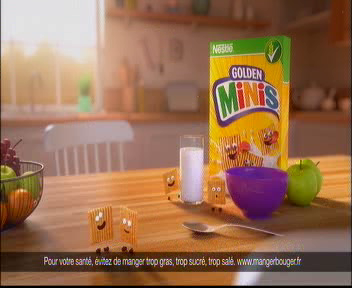 Nestlé
GOLDEN
MiNiS
Pour votre santé, évitez de manger trop gras, trop sucré, trop salé. www.mangerbouger.fr